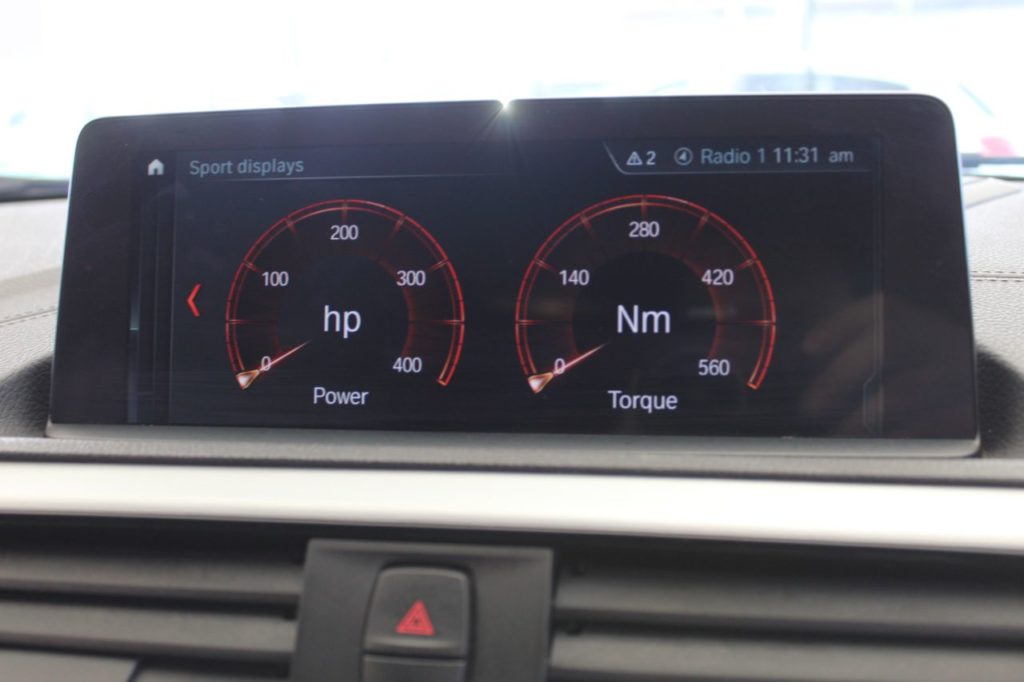 Sport displays
2 Radio 1 11:31 am
200
100 300
hp
0 400
Power
280
140 420
Nm
0 560
Torque